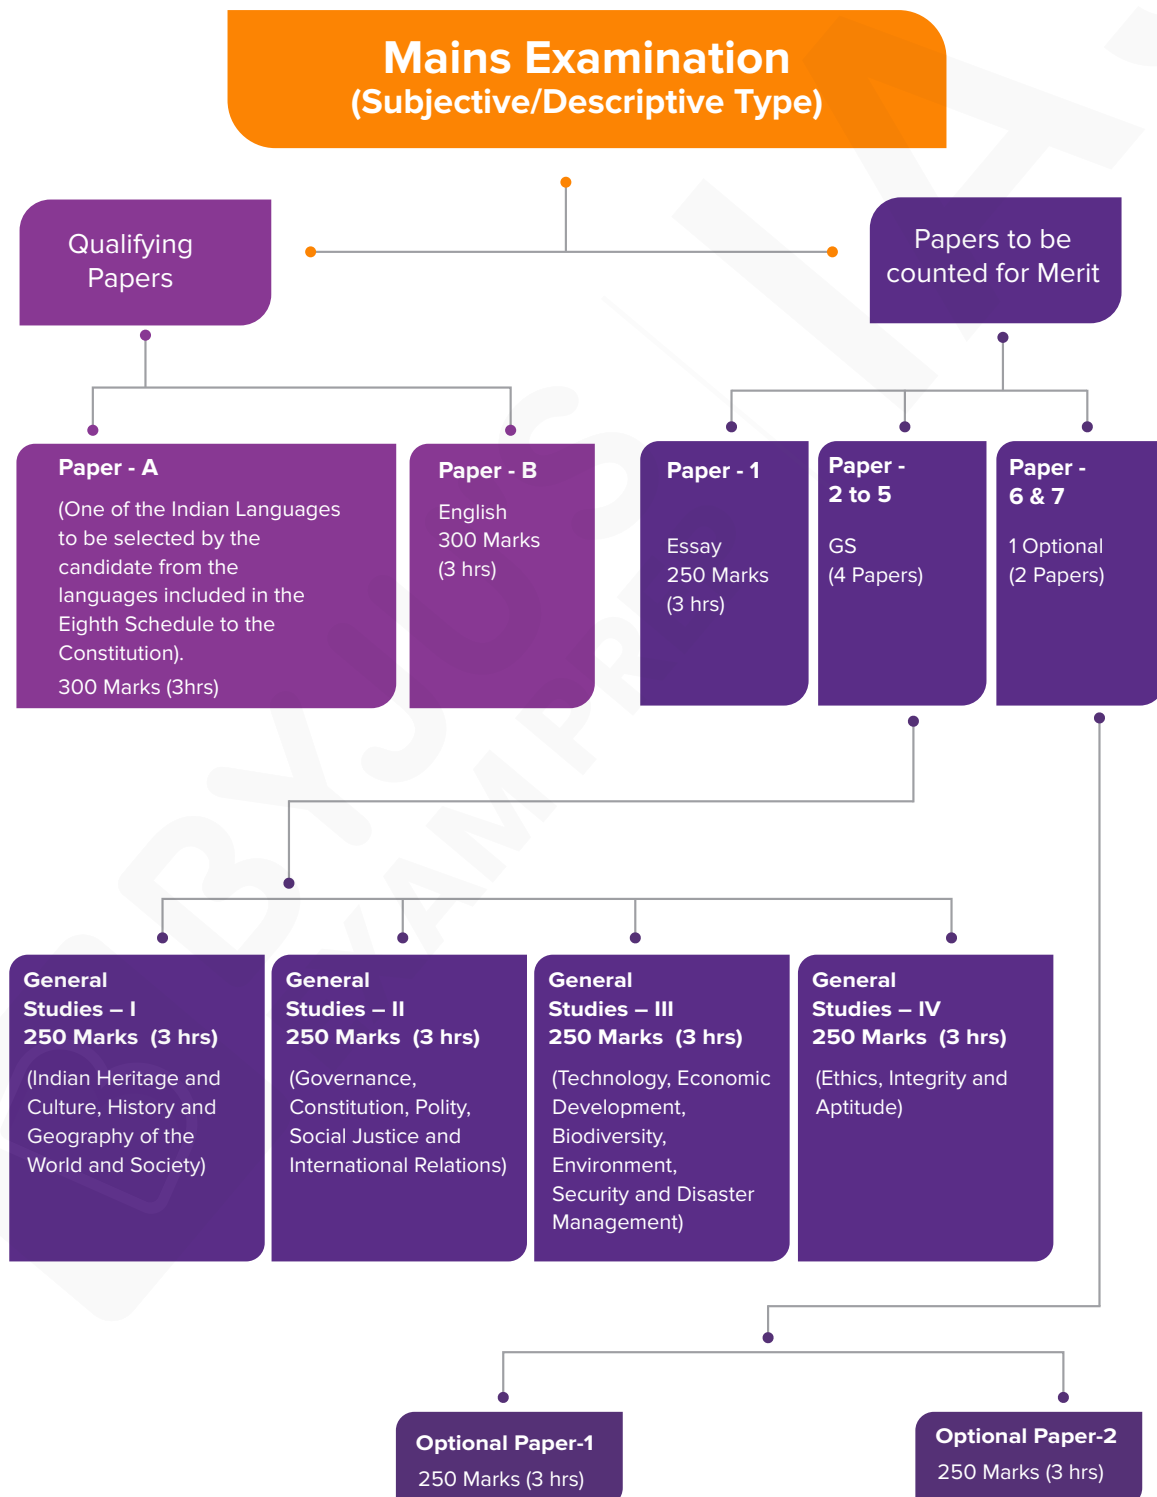 Mains Examination
(Subjective/Descriptive Type)
Qualifying
Papers
Papers to be
counted for Merit
Paper - A
(One of the Indian Languages
to be selected by the
candidate from the
languages included in the
Eighth Schedule to the
Constitution).
300 Marks (3hrs)
Paper - B
English
300 Marks
(3 hrs)
Paper - 1
Essay
250 Marks
(3 hrs)
Paper -
2 to 5
GS
(4 Papers)
Paper -
6 & 7
1 Optional
(2 Papers)
General
Studies – I
250 Marks (3 hrs)
(Indian Heritage and
Culture, History and
Geography of the
World and Society)
General
Studies – II
250 Marks (3 hrs)
(Governance,
Constitution, Polity,
Social Justice and
International Relations)
General
Studies – III
250 Marks (3 hrs)
(Technology, Economic
Development,
Biodiversity,
Environment,
Security and Disaster
Management)
General
Studies – IV
250 Marks (3 hrs)
(Ethics, Integrity and
Aptitude)
Optional Paper-1
250 Marks (3 hrs)
Optional Paper-2
250 Marks (3 hrs)